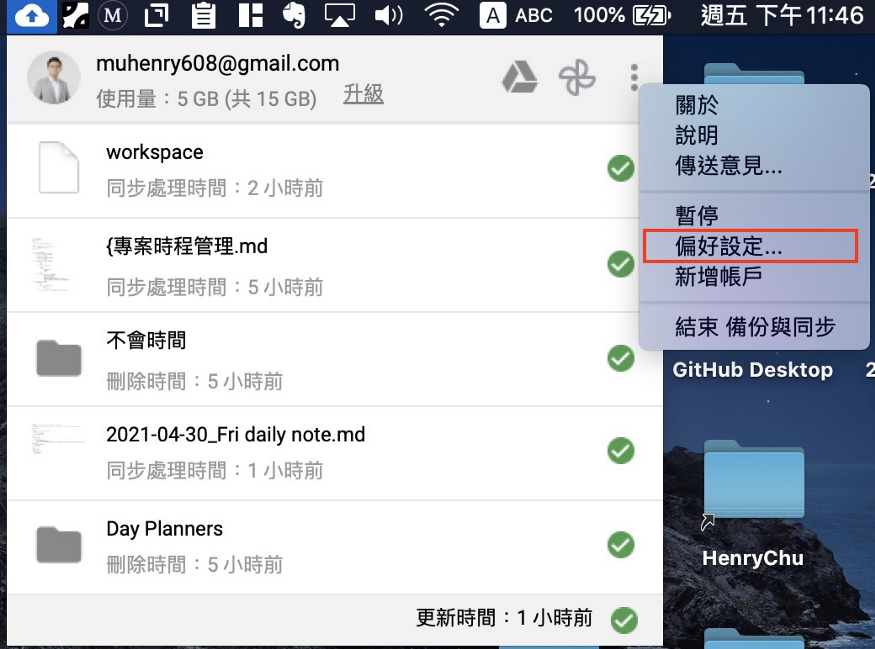 A ABC 100% 週五 下午11:46
muhenry608@gmail.com
使用量：5 GB (共 15 GB) 升級
workspace
同步處理時間：2 小時前
{專案時程管理.md
同步處理時間：5 小時前
不會時間
刪除時間：5 小時前
2021-04-30_Fri daily note.md
同步處理時間：1 小時前
Day Planners
刪除時間：5 小時前
更新時間：1 小時前
關於
說明
傳送意見...
暫停
偏好設定...
新增帳戶
結束 備份與同步
GitHub Desktop
HenryChu